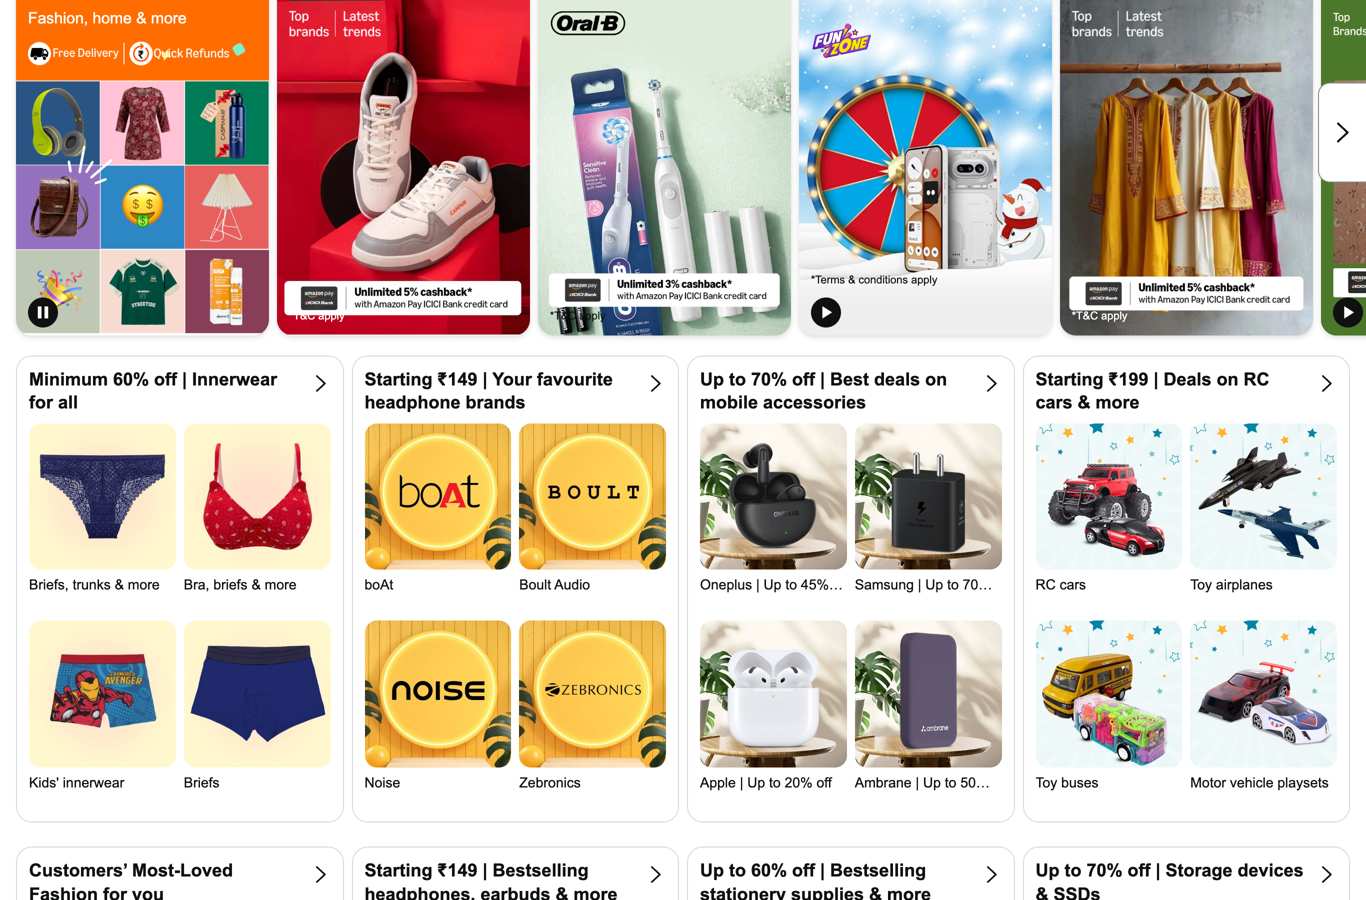 Fashion, home & more
Free Delivery | Quick Refunds
Top brands | Latest trends
Unlimited 5% cashback*
with Amazon Pay ICICI Bank credit card
*T&C apply
Oral-B
Sensitive Clean
Unlimited 3% cashback*
with Amazon Pay ICICI Bank credit card
*T&C apply
FUN ZONE
*Terms & conditions apply
Top brands | Latest trends
Unlimited 5% cashback*
with Amazon Pay ICICI Bank credit card
*T&C apply
Top
Brands
Minimum 60% off | Innerwear
for all
Briefs, trunks & more
Bra, briefs & more
Kids' innerwear
Briefs
Starting ₹149 | Your favourite
headphone brands
boAt
boAt
BOULT
Boult Audio
noise
Noise
ZEBRONICS
Zebronics
Up to 70% off | Best deals on
mobile accessories
Oneplus | Up to 45%...
Samsung | Up to 70...
Apple | Up to 20% off
ambrane
Ambrane | Up to 50...
Starting ₹199 | Deals on RC
cars & more
RC cars
Toy airplanes
Toy buses
Motor vehicle playsets
Customers’ Most-Loved
Fashion for you
Starting ₹149 | Bestselling
headphones, earbuds & more
Up to 60% off | Bestselling
stationery supplies & more
Up to 70% off | Storage devices
& SSDs